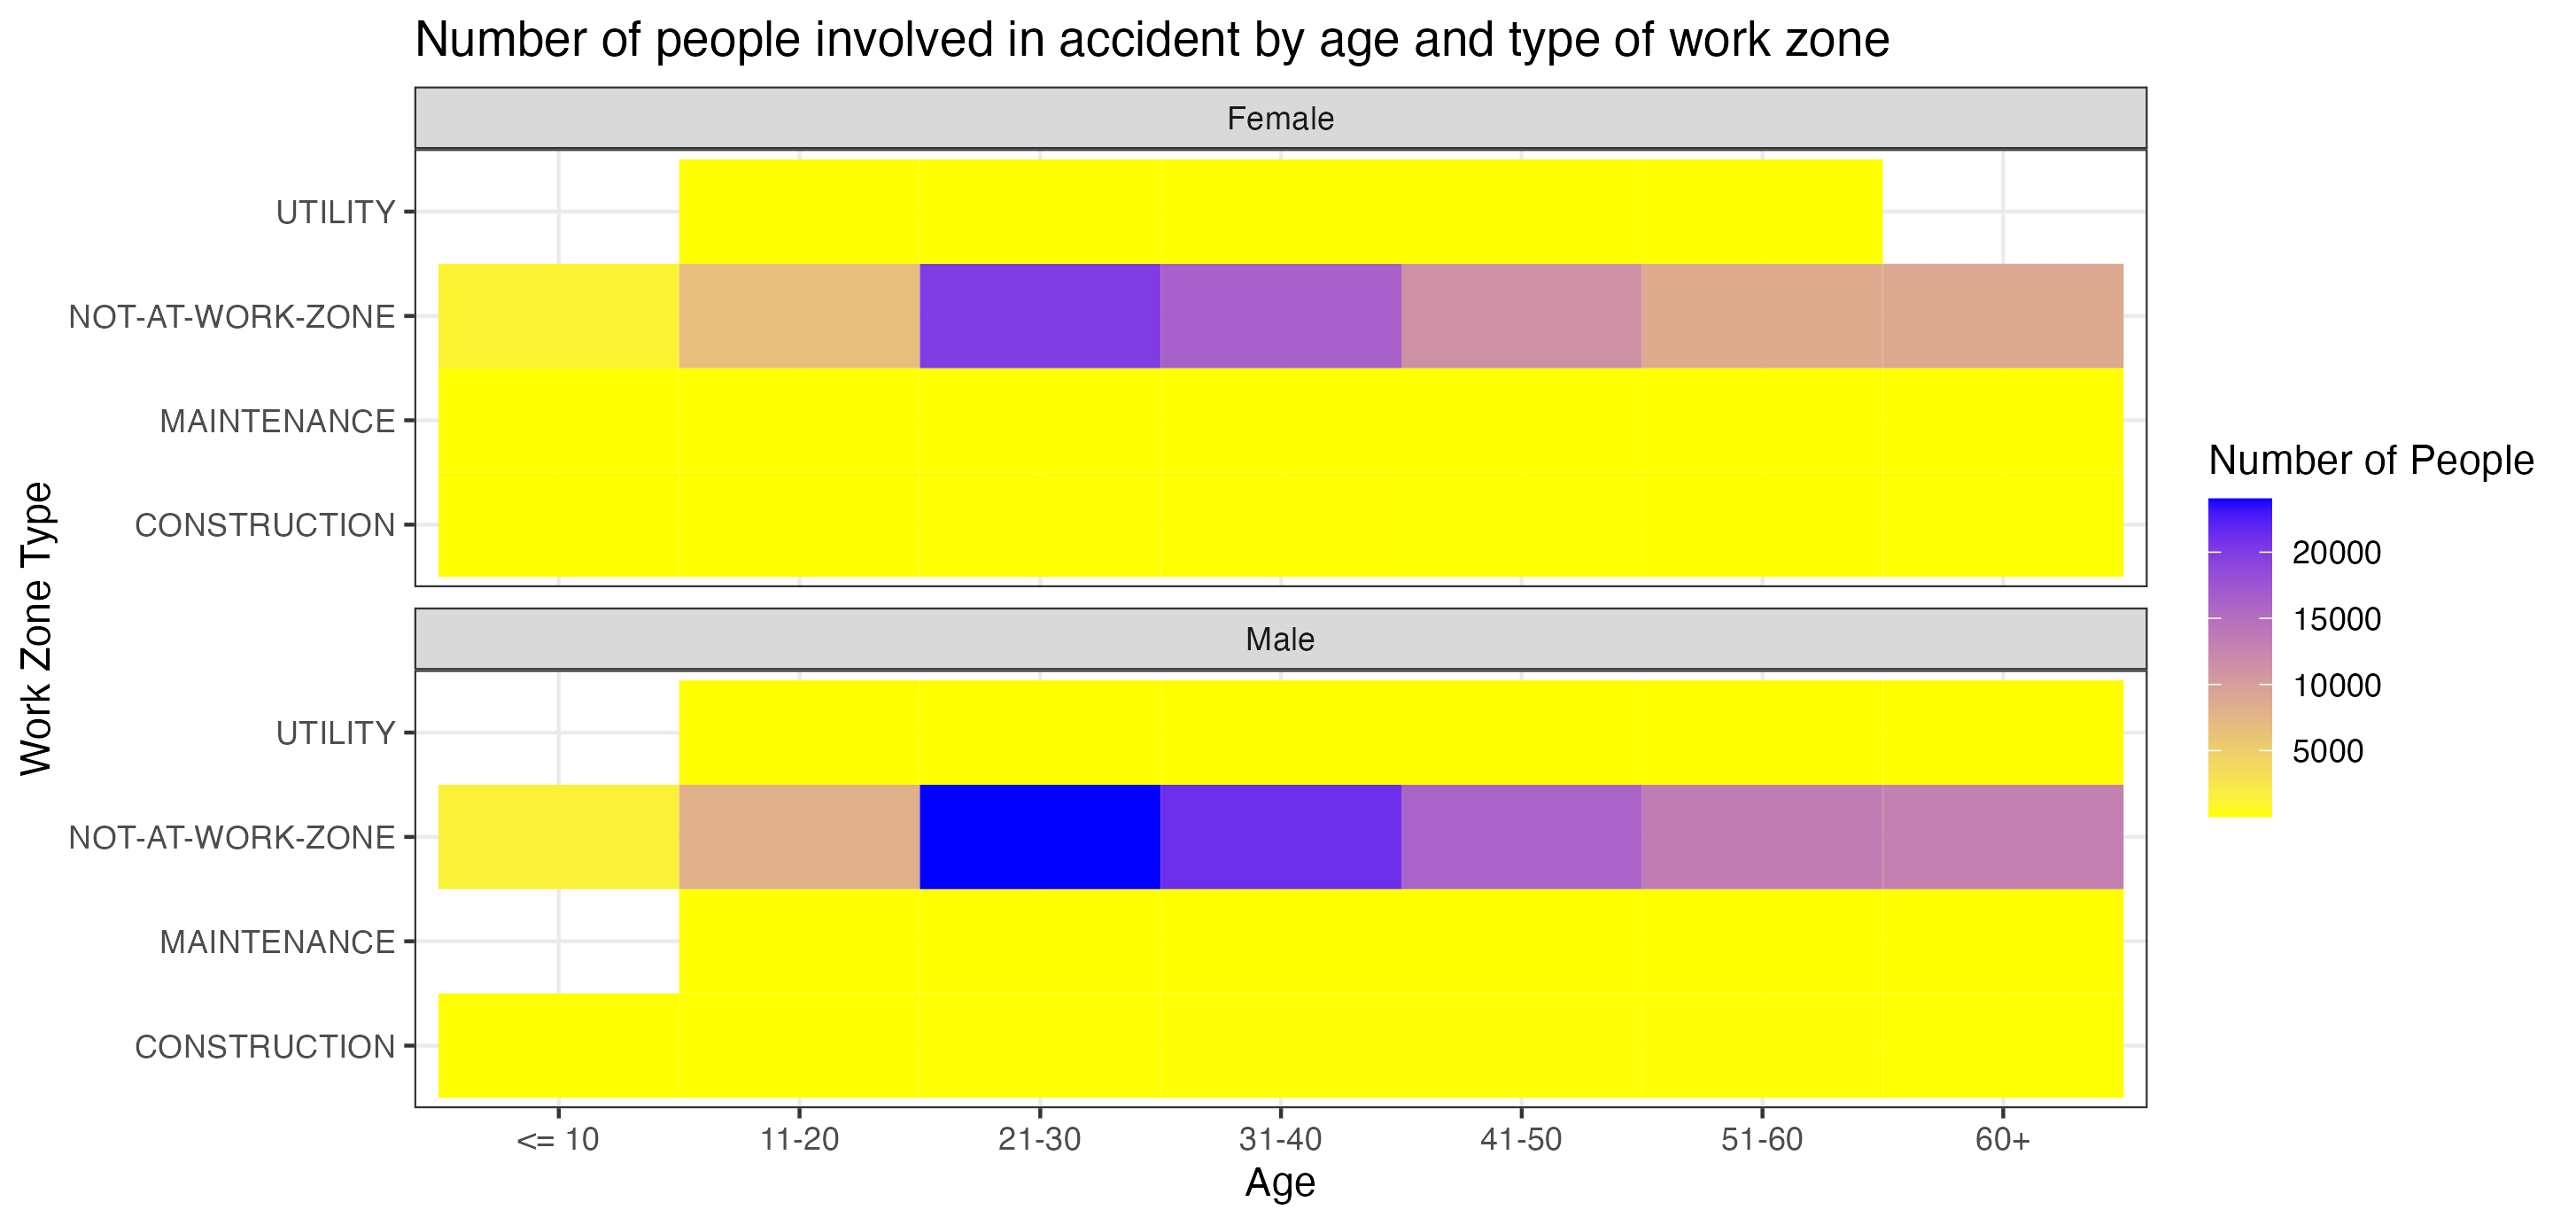 Number of people involved in accident by age and type of work zone
Female
UTILITY
NOT-AT-WORK-ZONE
MAINTENANCE
CONSTRUCTION
Male
UTILITY
NOT-AT-WORK-ZONE
MAINTENANCE
CONSTRUCTION
Work Zone Type
<= 10 11-20 21-30 31-40 41-50 51-60 60+
Age
Number of People
20000
15000
10000
5000